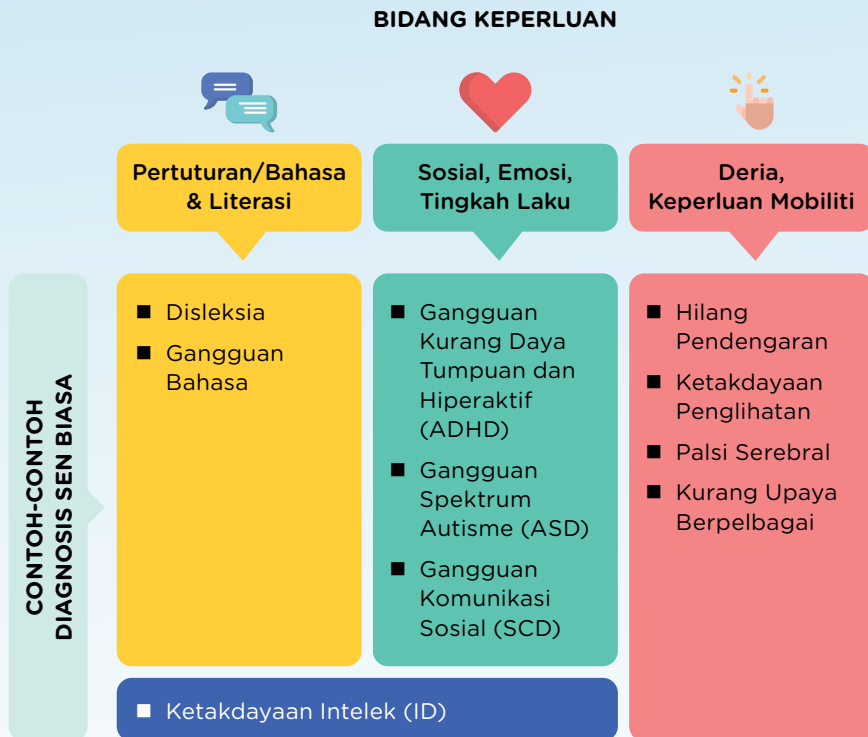 BIDANG KEPERLUAN
Pertuturan/Bahasa
& Literasi
Sosial, Emosi,
Tingkah Laku
Deria,
Keperluan Mobiliti
CONTOH-CONTOH
DIAGNOSIS SEN BIASA
■ Disleksia
■ Gangguan
Bahasa
■ Gangguan
Kurang Daya
Tumpuan dan
Hiperaktif
(ADHD)
■ Gangguan
Spektrum
Autisme (ASD)
■ Gangguan
Komunikasi
Sosial (SCD)
■ Hilang
Pendengaran
■ Ketakdayaan
Penglihatan
■ Palsi Serebral
■ Kurang Upaya
Berpelbagai
■ Ketakdayaan Intelek (ID)